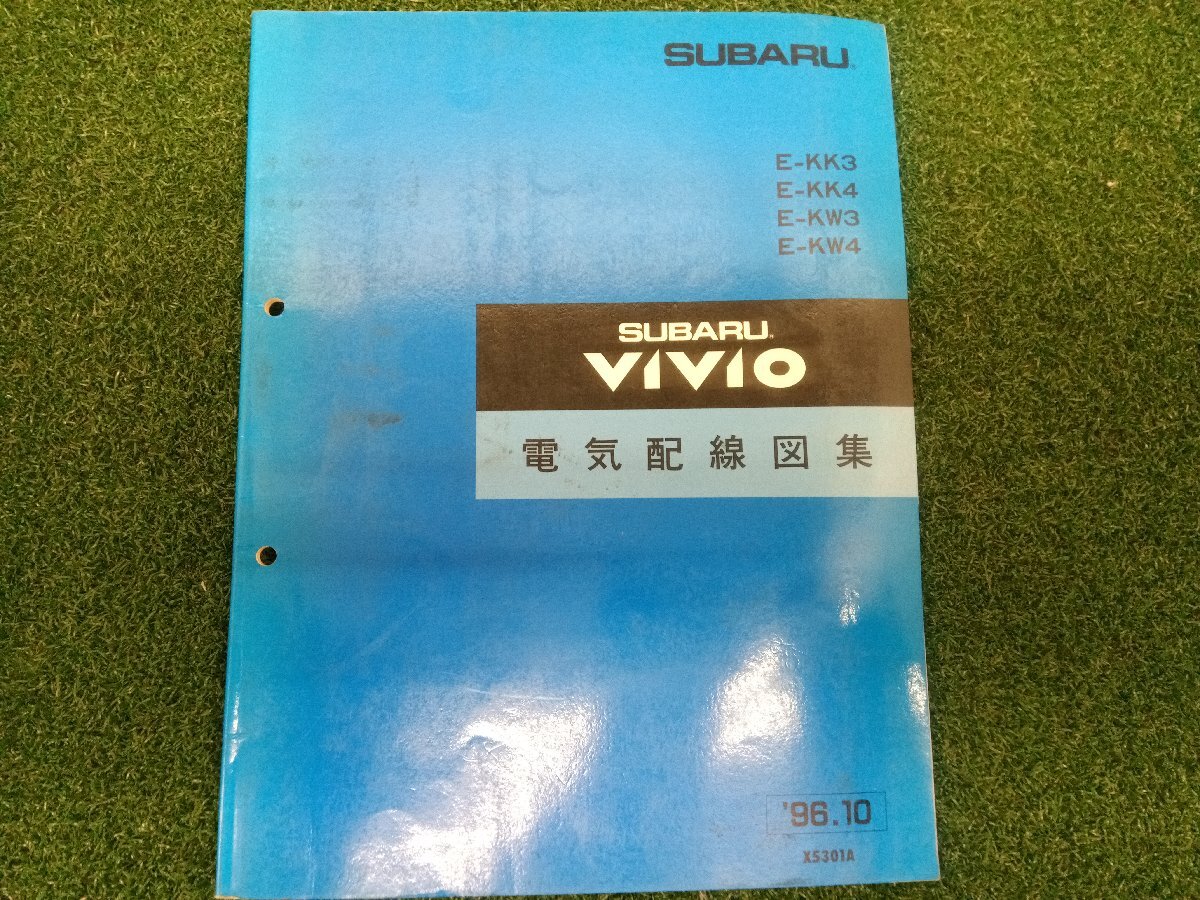 SUBARU
E-KK3
E-KK4
E-KW3
E-KW4
SUBARU
VIVIO
電気配線図集
'96.10
X5301A